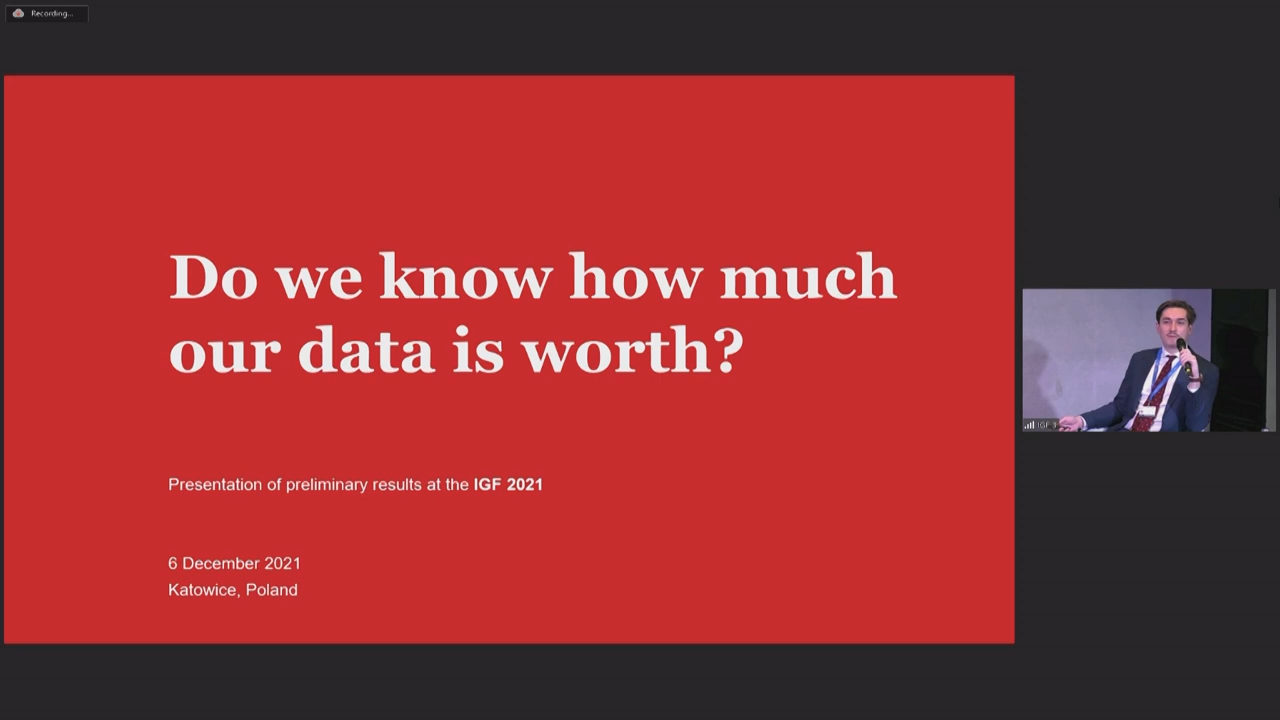 Recording...
Do we know how much
our data is worth?
Presentation of preliminary results at the IGF 2021
6 December 2021
Katowice, Poland
IGF